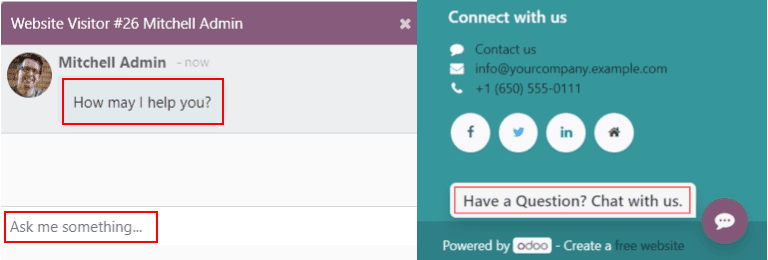 Website Visitor #26 Mitchell Admin
Mitchell Admin - now
How may I help you?
Ask me something...
Connect with us
Contact us
info@yourcompany.example.com
+1 (650) 555-0111
f
in
Have a Question? Chat with us.
Powered by odoo - Create a free website